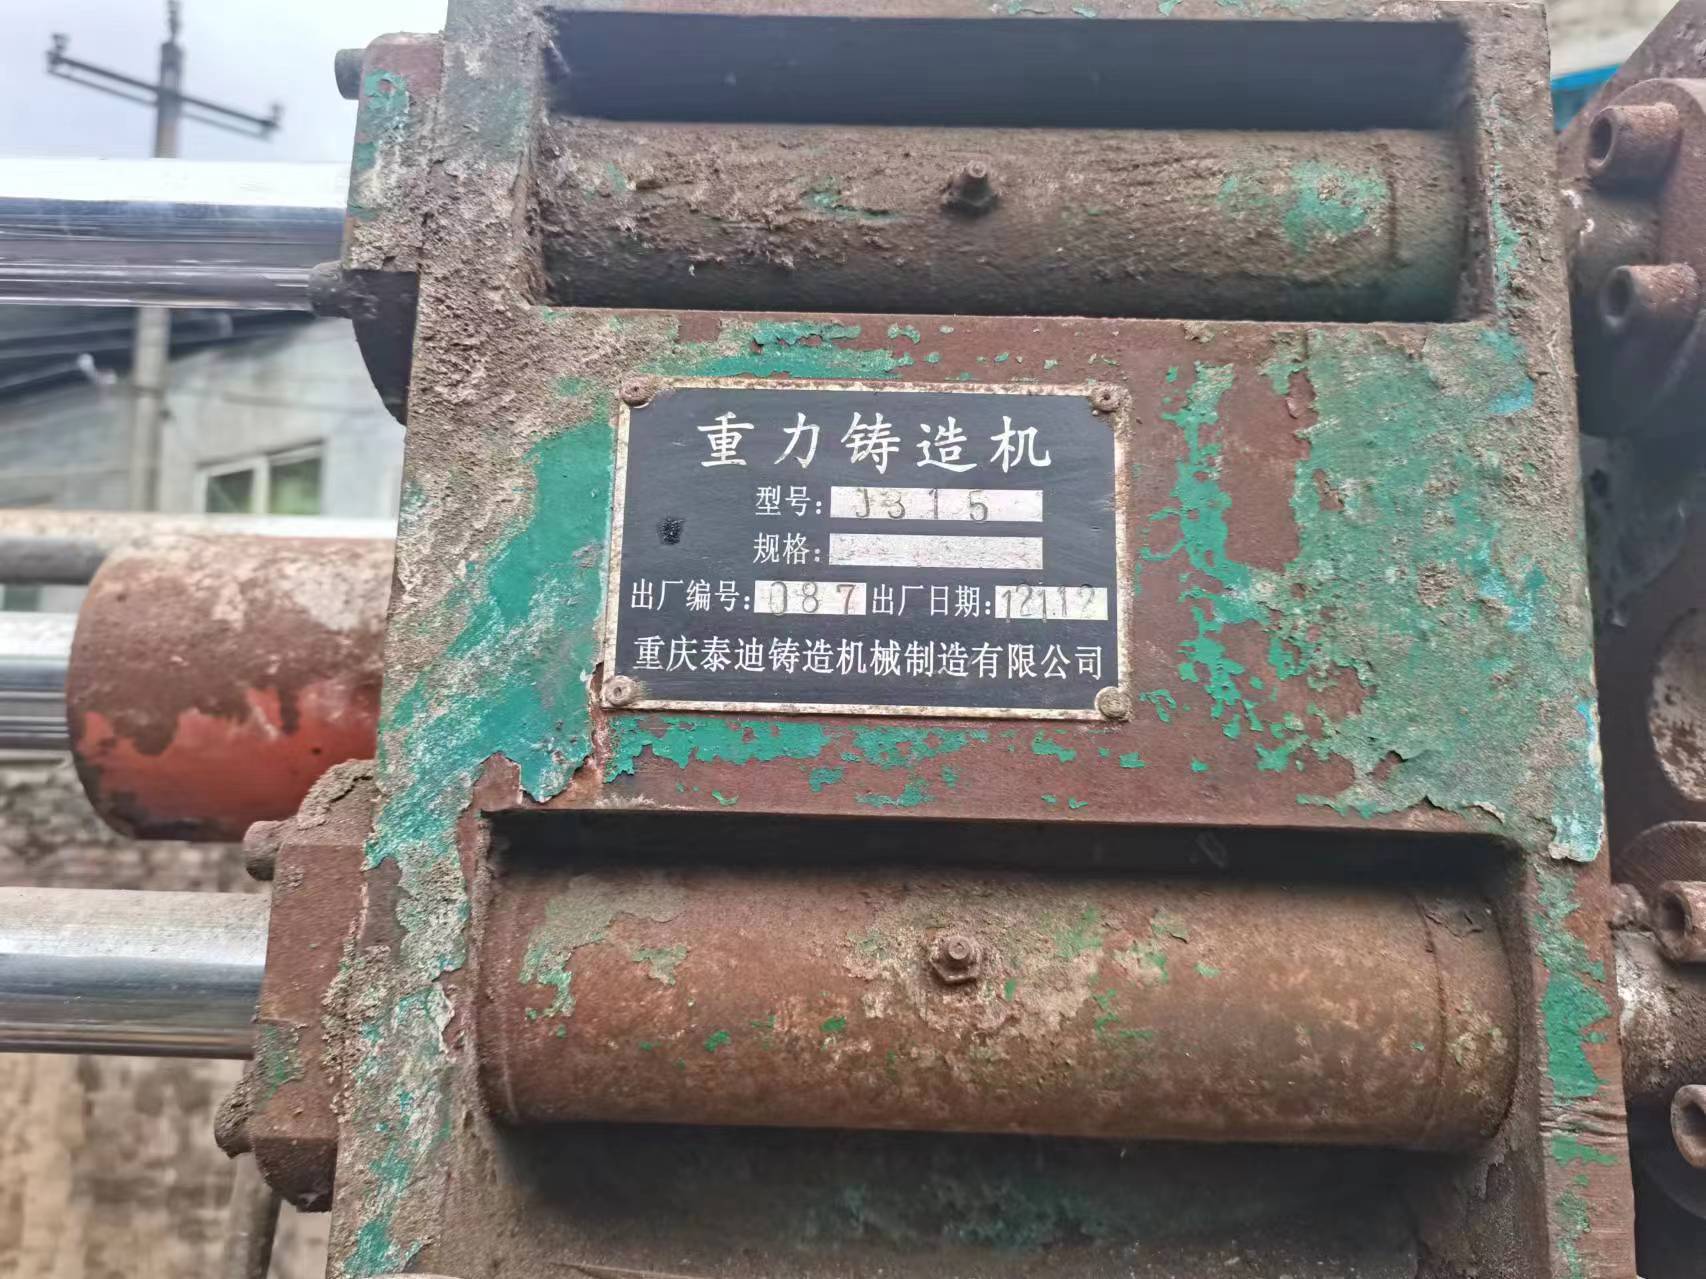 重力铸造机
型号: J315
规格:
出厂编号: 087 出厂日期: 12112
重庆泰迪铸造机械制造有限公司